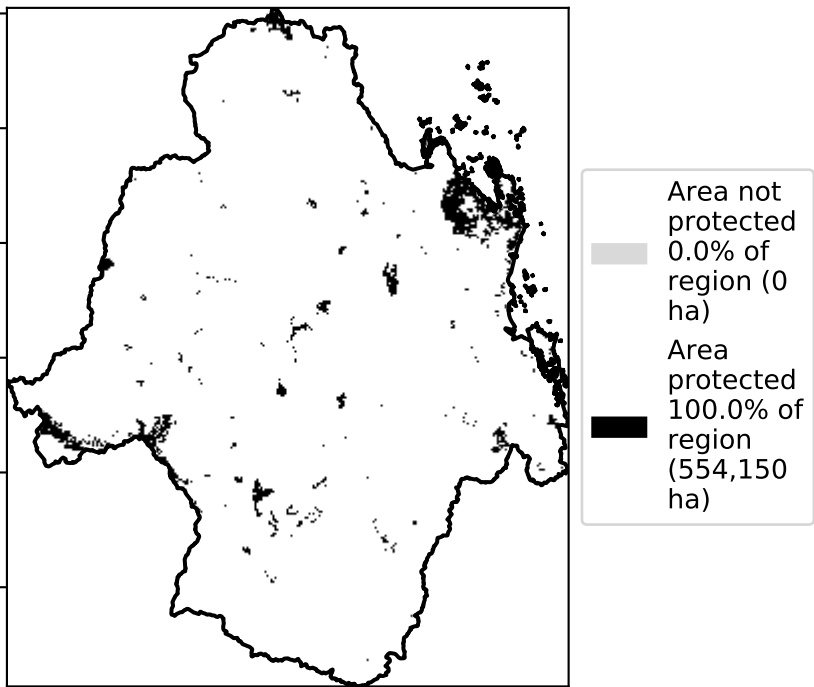 Area not
protected
0.0% of
region (0
ha)
Area
protected
100.0% of
region
(554,150
ha)